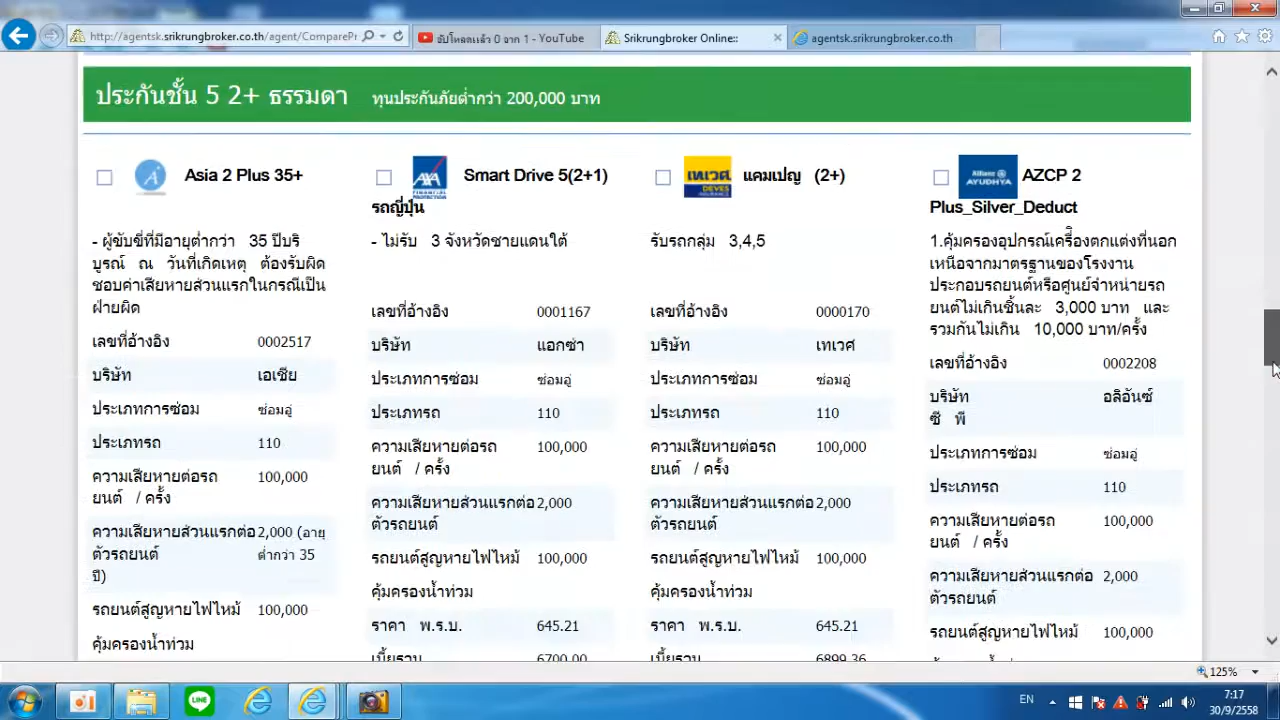 http://agentsk.srikrungbroker.co.th/agent/ComparePr
อัปโหลดแล้ว 0 จาก 1 - YouTube
Srikrungbroker Online::
agentsk.srikrungbroker.co.th
ประกันชั้น 5 2+ ธรรมดา ทุนประกันภัยต่ำกว่า 200,000 บาท
Asia 2 Plus 35+
- ผู้ขับขี่ที่มีอายุต่ำกว่า 35 ปีบริ
บูรณ์ ณ วันที่เกิดเหตุ ต้องรับผิด
ชอบค่าเสียหายส่วนแรกในกรณีเป็น
ฝ่ายผิด
เลขที่อ้างอิง 0002517
บริษัท เอเชีย
ประเภทการซ่อม ซ่อมอู่
ประเภทรถ 110
ความเสียหายต่อรถ 100,000
ยนต์ / ครั้ง
ความเสียหายส่วนแรกต่อ 2,000 (อายุ
ตัวรถยนต์ ต่ำกว่า 35
ปี)
รถยนต์สูญหายไฟไหม้ 100,000
คุ้มครองน้ำท่วม
AXA
FINANCIAL
PROTECTION
Smart Drive 5(2+1)
รถญี่ปุ่น
- ไม่รับ 3 จังหวัดชายแดนใต้
เลขที่อ้างอิง 0001167
บริษัท แอกซ่า
ประเภทการซ่อม ซ่อมอู่
ประเภทรถ 110
ความเสียหายต่อรถ 100,000
ยนต์ / ครั้ง
ความเสียหายส่วนแรกต่อ 2,000
ตัวรถยนต์
รถยนต์สูญหายไฟไหม้ 100,000
คุ้มครองน้ำท่วม
ราคา พ.ร.บ. 645.21
เบี้ยรวม 6700.00
เทเวศ
DEVES
INSURANCE
แคมเปญ (2+)
รับรถกลุ่ม 3,4,5
เลขที่อ้างอิง 0000170
บริษัท เทเวศ
ประเภทการซ่อม ซ่อมอู่
ประเภทรถ 110
ความเสียหายต่อรถ 100,000
ยนต์ / ครั้ง
ความเสียหายส่วนแรกต่อ 2,000
ตัวรถยนต์
รถยนต์สูญหายไฟไหม้ 100,000
คุ้มครองน้ำท่วม
ราคา พ.ร.บ. 645.21
เบี้ยรวม 6899.36
Allianz
AYUDHYA
AZCP 2
Plus_Silver_Deduct
1.คุ้มครองอุปกรณ์เครื่องตกแต่งที่นอก
เหนือจากมาตรฐานของโรงงาน
ประกอบรถยนต์หรือศูนย์จำหน่ายรถ
ยนต์ไม่เกินชิ้นละ 3,000 บาท และ
รวมกันไม่เกิน 10,000 บาท/ครั้ง
เลขที่อ้างอิง 0002208
บริษัท อลิอันซ์
ซี พี
ประเภทการซ่อม ซ่อมอู่
ประเภทรถ 110
ความเสียหายต่อรถ 100,000
ยนต์ / ครั้ง
ความเสียหายส่วนแรกต่อ 2,000
ตัวรถยนต์
รถยนต์สูญหายไฟไหม้ 100,000
125%
LINE
EN
7:17
30/9/2558